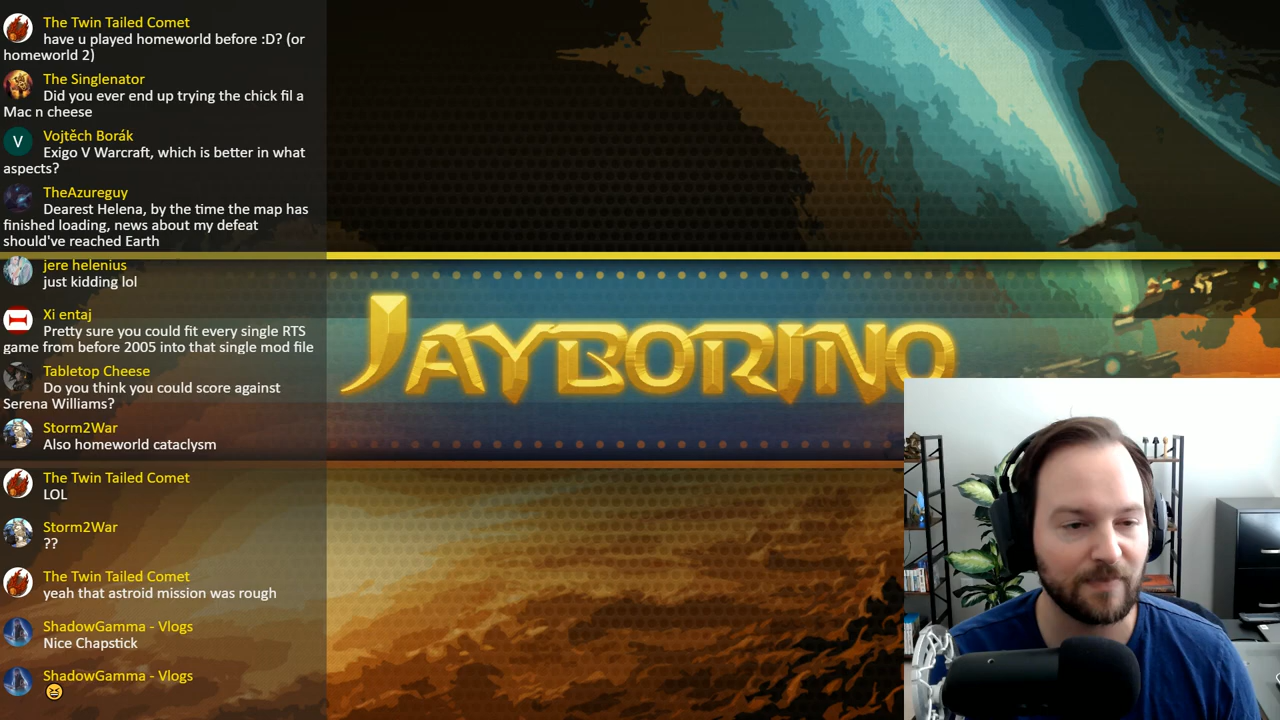 The Twin Tailed Comet
have u played homeworld before :D? (or
homeworld 2)
The Singlenator
Did you ever end up trying the chick fil a
Mac n cheese
V
Vojtěch Borák
Exigo V Warcraft, which is better in what
aspects?
TheAzureguy
Dearest Helena, by the time the map has
finished loading, news about my defeat
should've reached Earth
jere helenius
just kidding lol
Xi entaj
Pretty sure you could fit every single RTS
game from before 2005 into that single mod file
Tabletop Cheese
Do you think you could score against
Serena Williams?
Storm2War
Also homeworld cataclysm
The Twin Tailed Comet
LOL
Storm2War
??
The Twin Tailed Comet
yeah that astroid mission was rough
ShadowGamma - Vlogs
Nice Chapstick
ShadowGamma - Vlogs
JAYBORINO